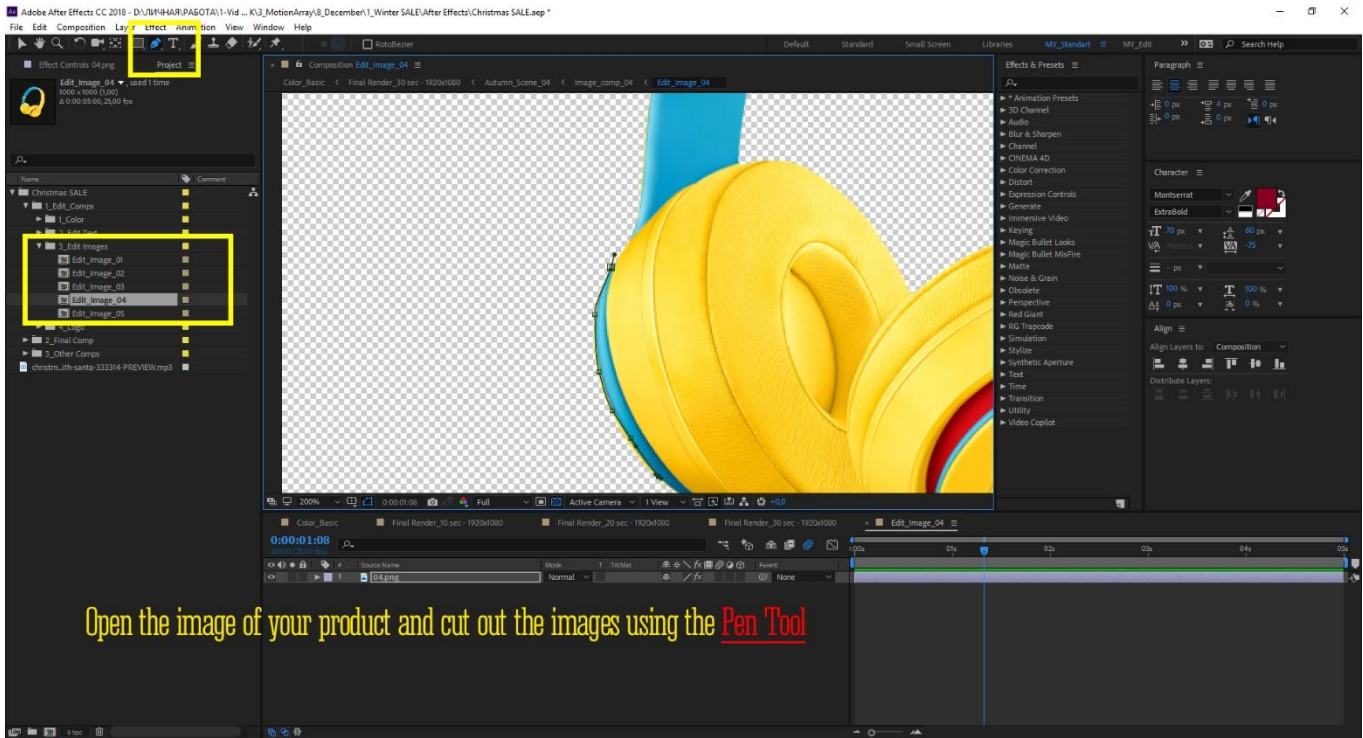 Adobe After Effects CC 2018 - D:\ЛИЧНАЯ\РАБОТА\1-Vid ... K\3_MotionArray\8_December\1_Winter SALE\After Effects\Christmas SALE.aep *
File Edit Composition Layer Effect Animation View Window Help
RotoBezier
Default Standard Small Screen Libraries MY_Standart MY_Edit Search Help
Effect Controls 04.png Project
Edit_Image_04 , used 1 time
1000 x 1000 (1,00)
Δ 0:00:05:00, 25,00 fps
Name Comment
Christmas SALE
1_Edit_Comps
1_Color
2_Edit Text
3_Edit Images
Edit_Image_01
Edit_Image_02
Edit_Image_03
Edit_Image_04
Edit_Image_05
4_Logo
2_Final Comp
3_Other Comps
christm...ith-santa-333314-PREVIEW.mp3
8 bpc
Composition Edit_Image_04
Color_Basic Final Render_30 sec - 1920x1080 Autumn_Scene_04 Image_comp_04 Edit_Image_04
200% 0:00:01:08 Full Active Camera 1 View +0,0
Effects & Presets
* Animation Presets
3D Channel
Audio
Blur & Sharpen
Channel
CINEMA 4D
Color Correction
Distort
Expression Controls
Generate
Immersive Video
Keying
Magic Bullet Looks
Magic Bullet MisFire
Matte
Noise & Grain
Obsolete
Perspective
Red Giant
RG Trapcode
Simulation
Stylize
Synthetic Aperture
Text
Time
Transition
Utility
Video Copilot
Paragraph
0 px 4 px 0 px
0 px 0 px
Character
Montserrat
ExtraBold
70 px 60 px
Metrics -75
- px
100 % 100 %
0 px 0 %
Align
Align Layers to: Composition
Distribute Layers:
Color_Basic Final Render_10 sec - 1920x1080 Final Render_20 sec - 1920x1080 Final Render_30 sec - 1920x1080 Edit_Image_04
0:00:01:08
00033 (25.00 fps)
:00s 01s 02s 03s 04s 05s
# Source Name Mode T TrkMat Parent
1 04.png Normal None
Open the image of your product and cut out the images using the Pen Tool